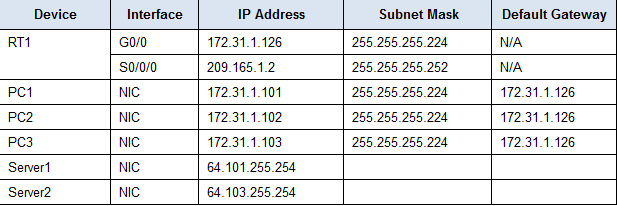 Device Interface IP Address Subnet Mask Default Gateway
RT1 G0/0 172.31.1.126 255.255.255.224 N/A
S0/0/0 209.165.1.2 255.255.255.252 N/A
PC1 NIC 172.31.1.101 255.255.255.224 172.31.1.126
PC2 NIC 172.31.1.102 255.255.255.224 172.31.1.126
PC3 NIC 172.31.1.103 255.255.255.224 172.31.1.126
Server1 NIC 64.101.255.254
Server2 NIC 64.103.255.254